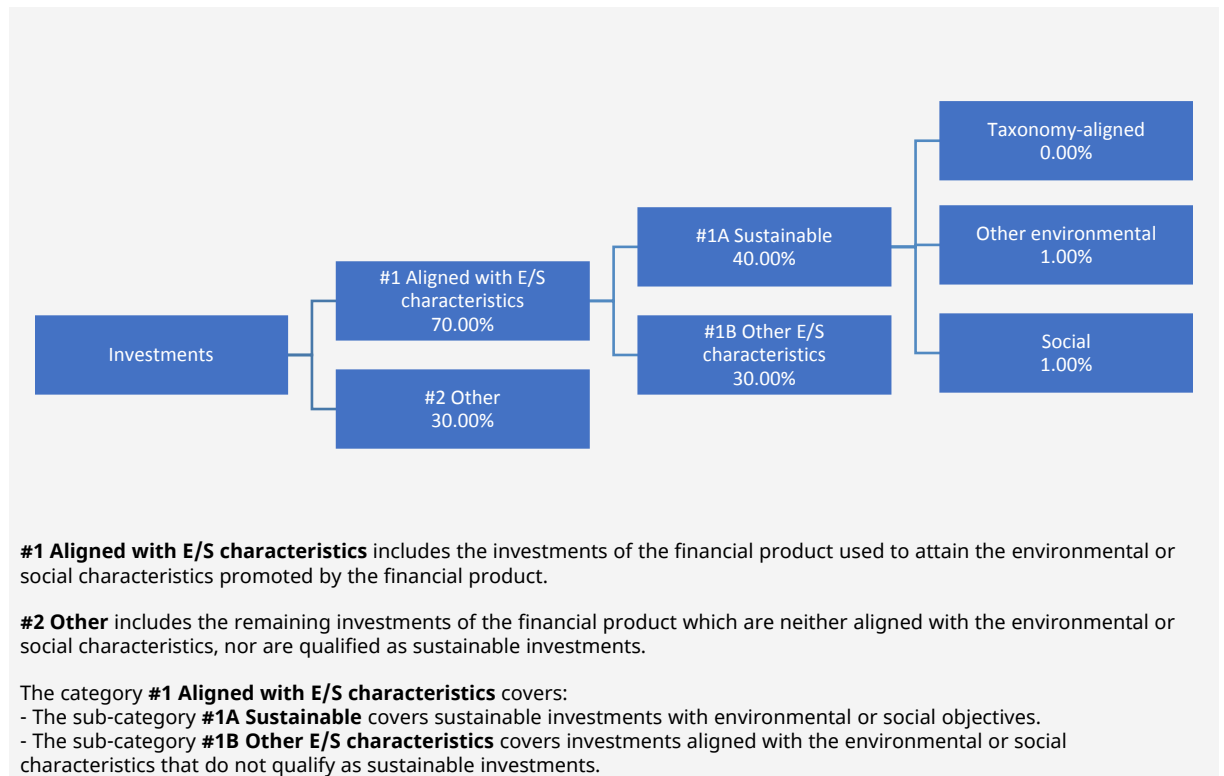 Investments
#1 Aligned with E/S
characteristics
70.00%
#2 Other
30.00%
#1A Sustainable
40.00%
#1B Other E/S
characteristics
30.00%
Taxonomy-aligned
0.00%
Other environmental
1.00%
Social
1.00%
#1 Aligned with E/S characteristics includes the investments of the financial product used to attain the environmental or
social characteristics promoted by the financial product.
#2 Other includes the remaining investments of the financial product which are neither aligned with the environmental or
social characteristics, nor are qualified as sustainable investments.
The category #1 Aligned with E/S characteristics covers:
- The sub-category #1A Sustainable covers sustainable investments with environmental or social objectives.
- The sub-category #1B Other E/S characteristics covers investments aligned with the environmental or social
characteristics that do not qualify as sustainable investments.